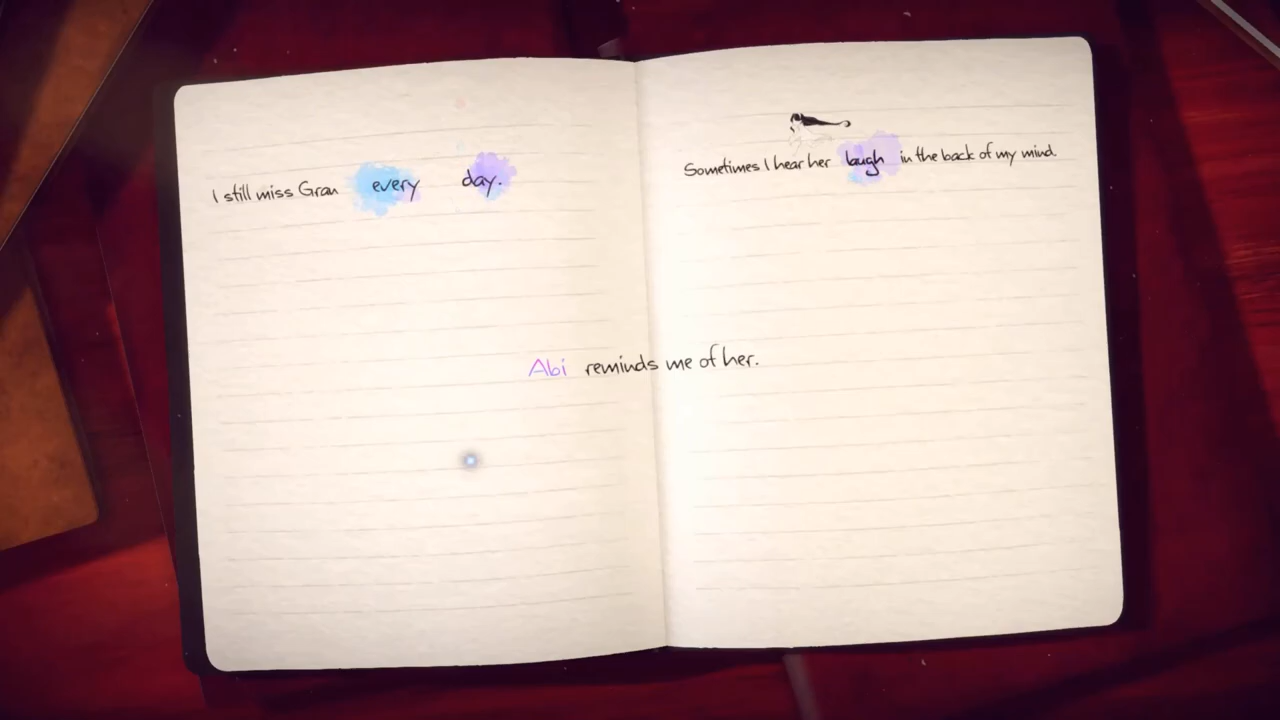 I still miss Gran every day.
Sometimes I hear her laugh in the back of my mind.
Abi reminds me of her.